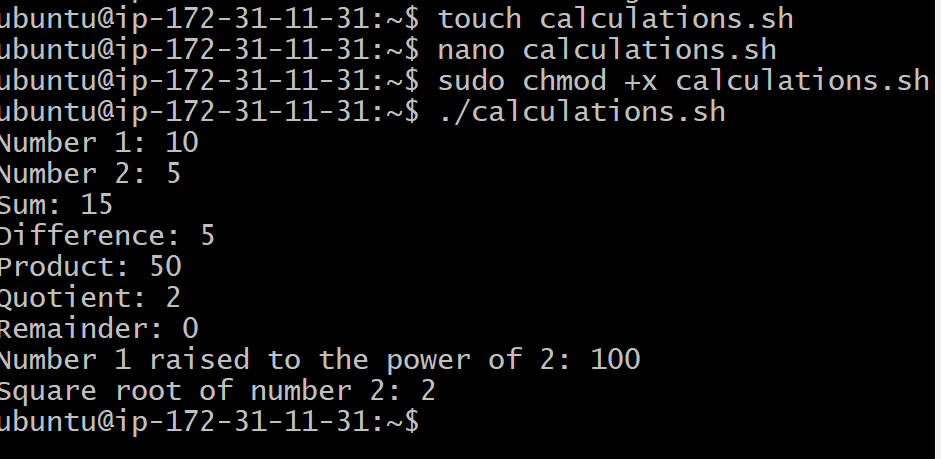 ubuntu@ip-172-31-11-31:~$ touch calculations.sh
ubuntu@ip-172-31-11-31:~$ nano calculations.sh
ubuntu@ip-172-31-11-31:~$ sudo chmod +x calculations.sh
ubuntu@ip-172-31-11-31:~$ ./calculations.sh
Number 1: 10
Number 2: 5
Sum: 15
Difference: 5
Product: 50
Quotient: 2
Remainder: 0
Number 1 raised to the power of 2: 100
Square root of number 2: 2
ubuntu@ip-172-31-11-31:~$